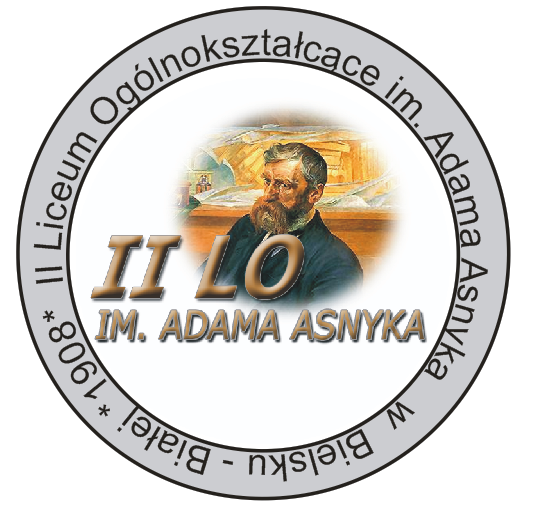 II Liceum Ogólnokształcące im. Adama Asnyka w Bielsku - Białej *1908*
II LO
IM. ADAMA ASNYKA